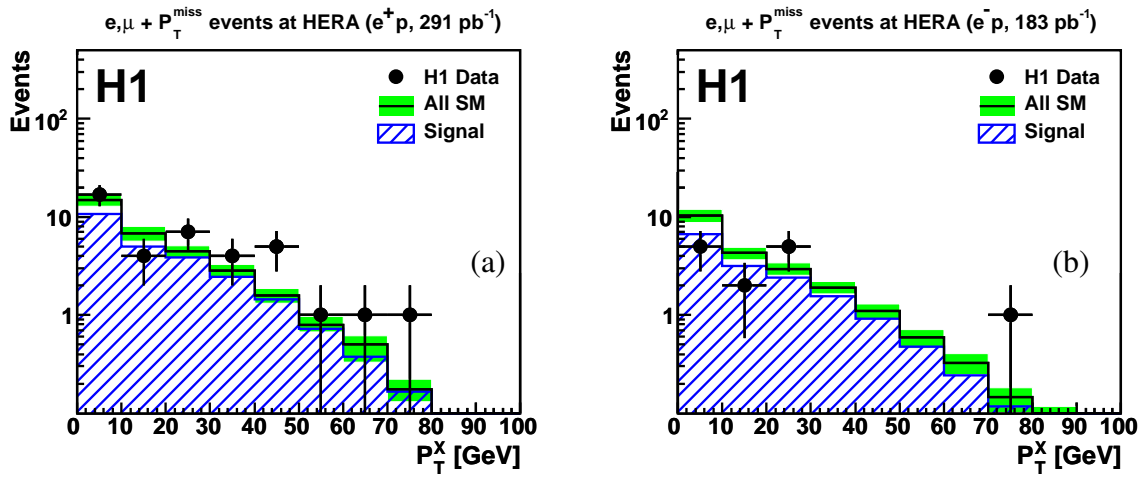 e,μ + P_T^miss events at HERA (e^+p, 291 pb^-1)
Events
H1
H1 Data
All SM
Signal
10^2
10
1
(a)
0 10 20 30 40 50 60 70 80 90 100
P_T^X [GeV]
e,μ + P_T^miss events at HERA (e^-p, 183 pb^-1)
Events
H1
H1 Data
All SM
Signal
10^2
10
1
(b)
0 10 20 30 40 50 60 70 80 90 100
P_T^X [GeV]